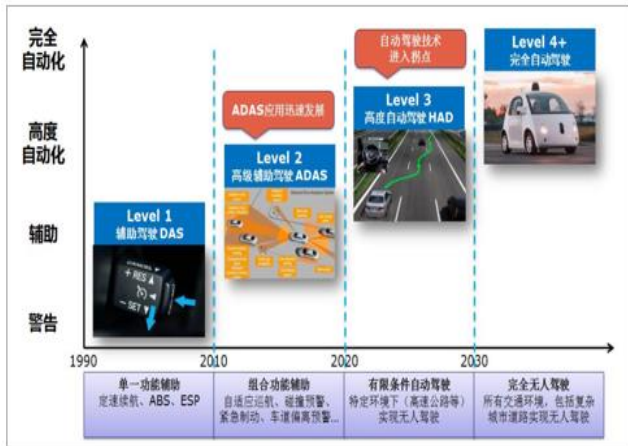 完全
自动化
高度
自动化
辅助
警告
Level 1
辅助驾驶 DAS
+ RES
- SET
ADAS应用迅速发展
Level 2
高级辅助驾驶 ADAS
自动驾驶技术
进入拐点
Level 3
高度自动驾驶 HAD
Level 4+
完全自动驾驶
1990
2010
2020
2030
单一功能辅助
定速续航、ABS、ESP
组合功能辅助
自适应巡航、碰撞预警、
紧急制动、车道偏离预警...
有限条件自动驾驶
特定环境下（高速公路等）
实现无人驾驶
完全无人驾驶
所有交通环境，包括复杂
城市道路实现无人驾驶